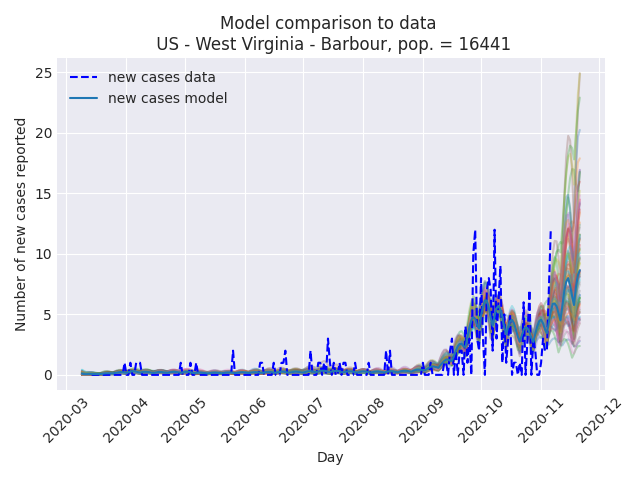 Model comparison to data
US - West Virginia - Barbour, pop. = 16441
25
20
15
10
5
0
Number of new cases reported
new cases data
new cases model
2020-03
2020-04
2020-05
2020-06
2020-07
2020-08
2020-09
2020-10
2020-11
2020-12
Day